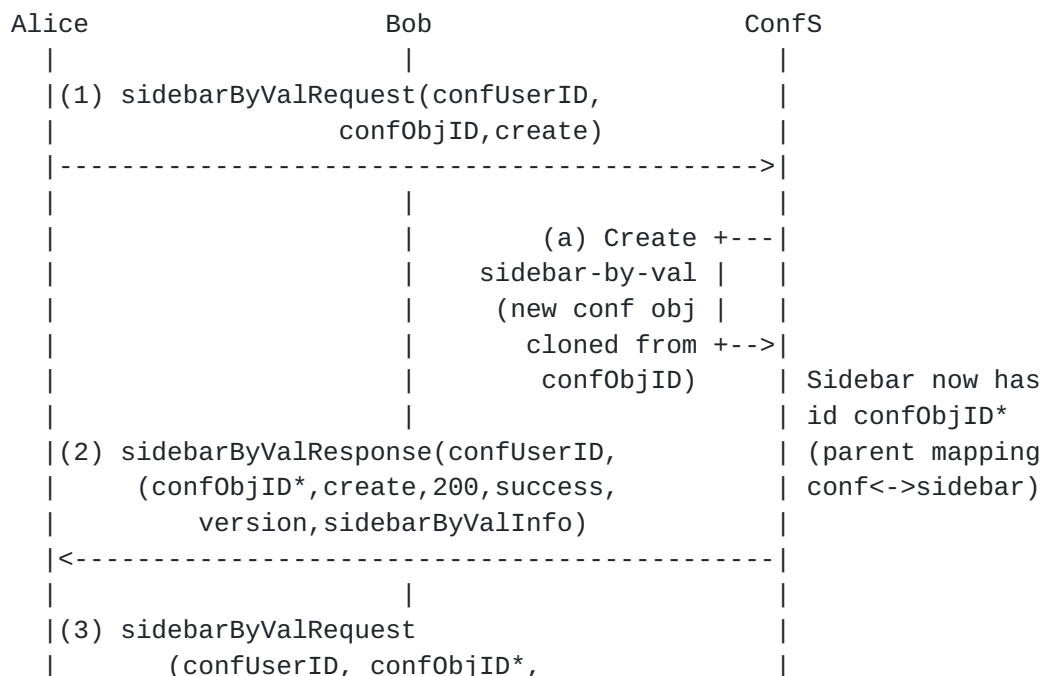 Alice                   Bob                    ConfS
  |                      |                       |
  |(1) sidebarByValRequest(confUserID,           |
  |                  confObjID,create)           |
  |--------------------------------------------->|
  |                      |                       |
  |                      |        (a) Create +---|
  |                      |    sidebar-by-val |   |
  |                      |     (new conf obj |   |
  |                      |       cloned from +-->|
  |                      |        confObjID)     | Sidebar now has
  |                      |                       | id confObjID*
  |(2) sidebarByValResponse(confUserID,          | (parent mapping
  |     (confObjID*,create,200,success,          | conf<->sidebar)
  |         version,sidebarByValInfo)            |
  |<---------------------------------------------|
  |                      |                       |
  |(3) sidebarByValRequest                       |
  |       (confUserID, confObjID*,               |